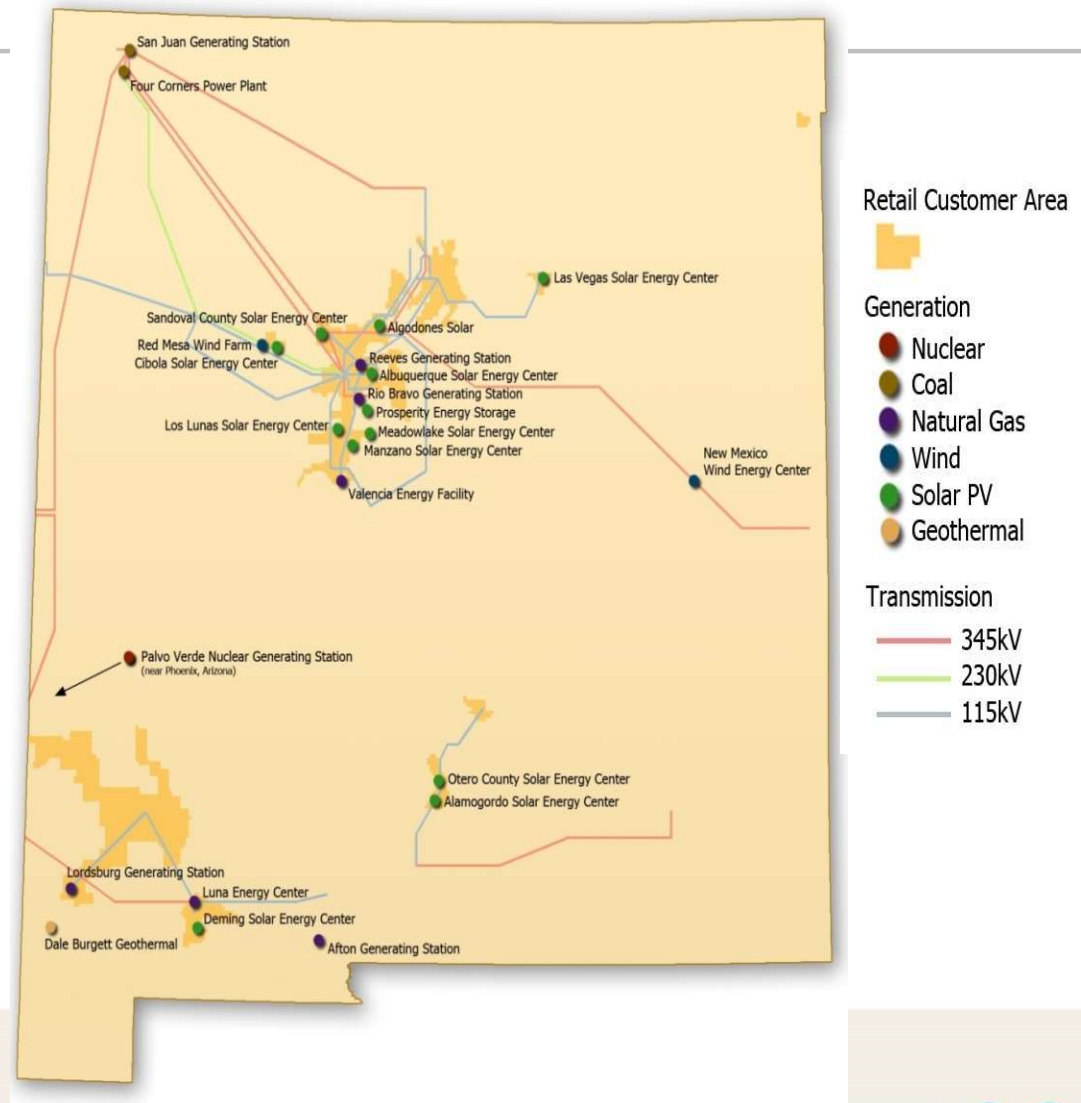 San Juan Generating Station
Four Corners Power Plant
Las Vegas Solar Energy Center
Sandoval County Solar Energy Center
Algodones Solar
Red Mesa Wind Farm
Cibola Solar Energy Center
Reeves Generating Station
Albuquerque Solar Energy Center
Rio Bravo Generating Station
Prosperity Energy Storage
Los Lunas Solar Energy Center
Meadowlake Solar Energy Center
Manzano Solar Energy Center
New Mexico
Wind Energy Center
Valencia Energy Facility
Palvo Verde Nuclear Generating Station
(near Phoenix, Arizona)
Otero County Solar Energy Center
Alamogordo Solar Energy Center
Lordsburg Generating Station
Luna Energy Center
Deming Solar Energy Center
Dale Burgett Geothermal
Afton Generating Station
Retail Customer Area
Generation
Nuclear
Coal
Natural Gas
Wind
Solar PV
Geothermal
Transmission
345kV
230kV
115kV